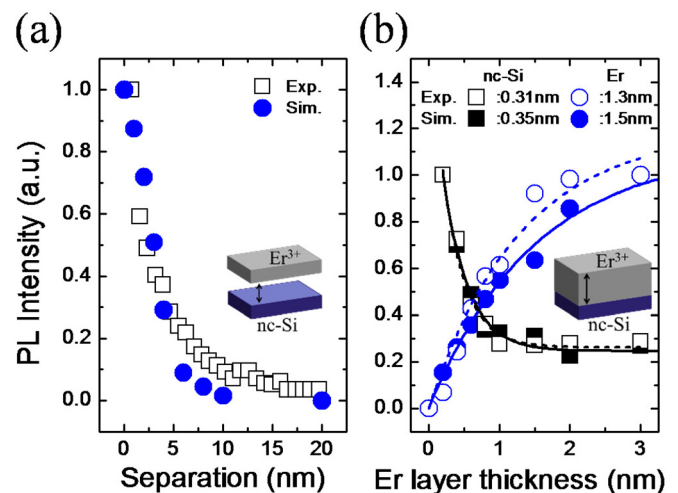 (a)
PL Intensity (a.u.)
1.0
0.8
0.6
0.4
0.2
0.0
Exp.
Sim.
Er3+
nc-Si
0 5 10 15 20
Separation (nm)
(b)
1.4
1.2
1.0
0.8
0.6
0.4
0.2
0.0
nc-Si Er
Exp. :0.31nm :1.3nm
Sim. :0.35nm :1.5nm
Er3+
nc-Si
0 1 2 3
Er layer thickness (nm)